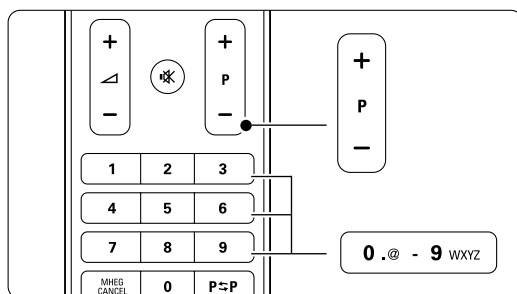 + +
P
− −
+
P
−
1 2 3
4 5 6
7 8 9
0 .@ - 9 WXYZ
MHEG
CANCEL 0 P⇆P